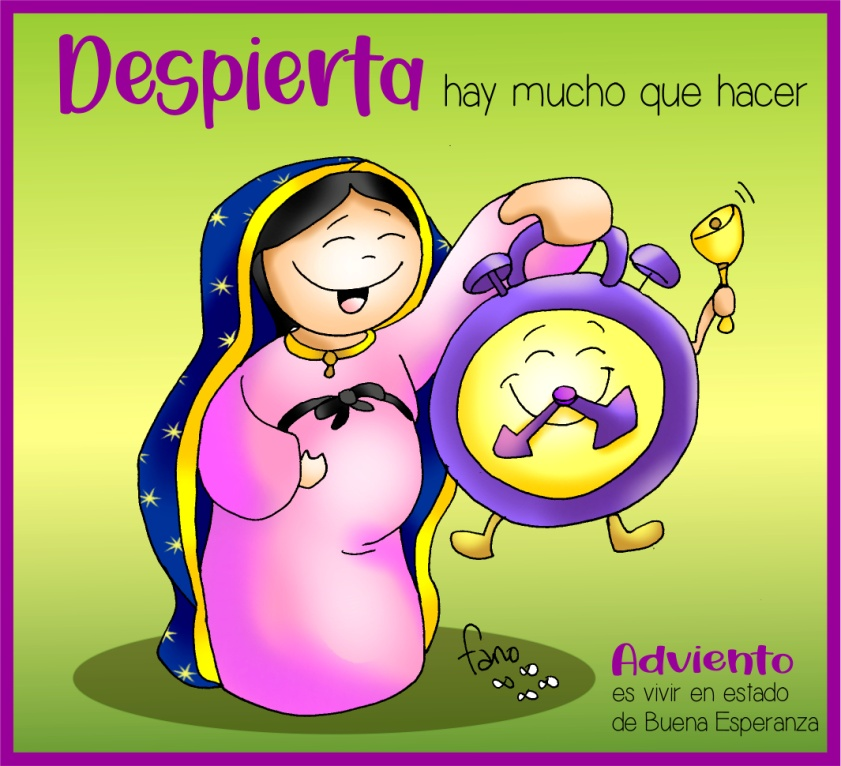 Despierta hay mucho que hacer
fano
Adviento
es vivir en estado
de Buena Esperanza